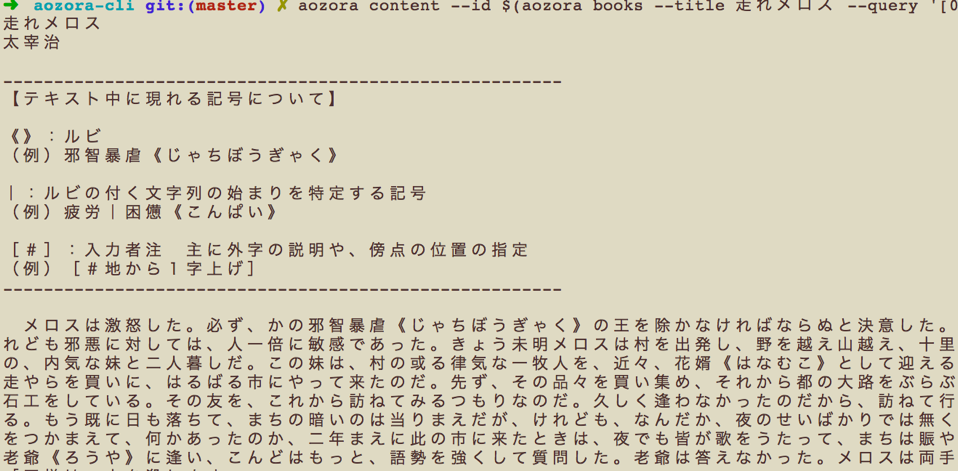 ➜ aozora-cli git:(master) ✗ aozora content --id $(aozora books --title 走れメロス --query '[0
走れメロス
太宰治
-------------------------------------------------------
【テキスト中に現れる記号について】
《》：ルビ
（例）邪智暴虐《じゃちぼうぎゃく》
｜：ルビの付く文字列の始まりを特定する記号
（例）疲労｜困憊《こんぱい》
［＃］：入力者注　主に外字の説明や、傍点の位置の指定
（例）［＃地から１字上げ］
-------------------------------------------------------
　メロスは激怒した。必ず、かの邪智暴虐《じゃちぼうぎゃく》の王を除かなければならぬと決意した。
れども邪悪に対しては、人一倍に敏感であった。きょう未明メロスは村を出発し、野を越え山越え、十里
の、内気な妹と二人暮しだ。この妹は、村の或る律気な一牧人を、近々、花婿《はなむこ》として迎える
走やらを買いに、はるばる市にやって来たのだ。先ず、その品々を買い集め、それから都の大路をぶらぶ
石工をしている。その友を、これから訪ねてみるつもりなのだ。久しく逢わなかったのだから、訪ねて行
る。もう既に日も落ちて、まちの暗いのは当りまえだが、けれども、なんだか、夜のせいばかりでは無く
をつかまえて、何かあったのか、二年まえに此の市に来たときは、夜でも皆が歌をうたって、まちは賑や
老爺《ろうや》に逢い、こんどはもっと、語勢を強くして質問した。老爺は答えなかった。メロスは両手